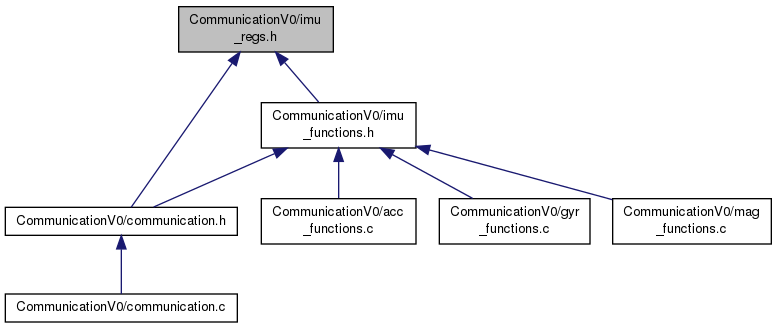 CommunicationV0/imu
_regs.h
CommunicationV0/imu
_functions.h
CommunicationV0/communication.h
CommunicationV0/acc
_functions.c
CommunicationV0/gyr
_functions.c
CommunicationV0/mag
_functions.c
CommunicationV0/communication.c